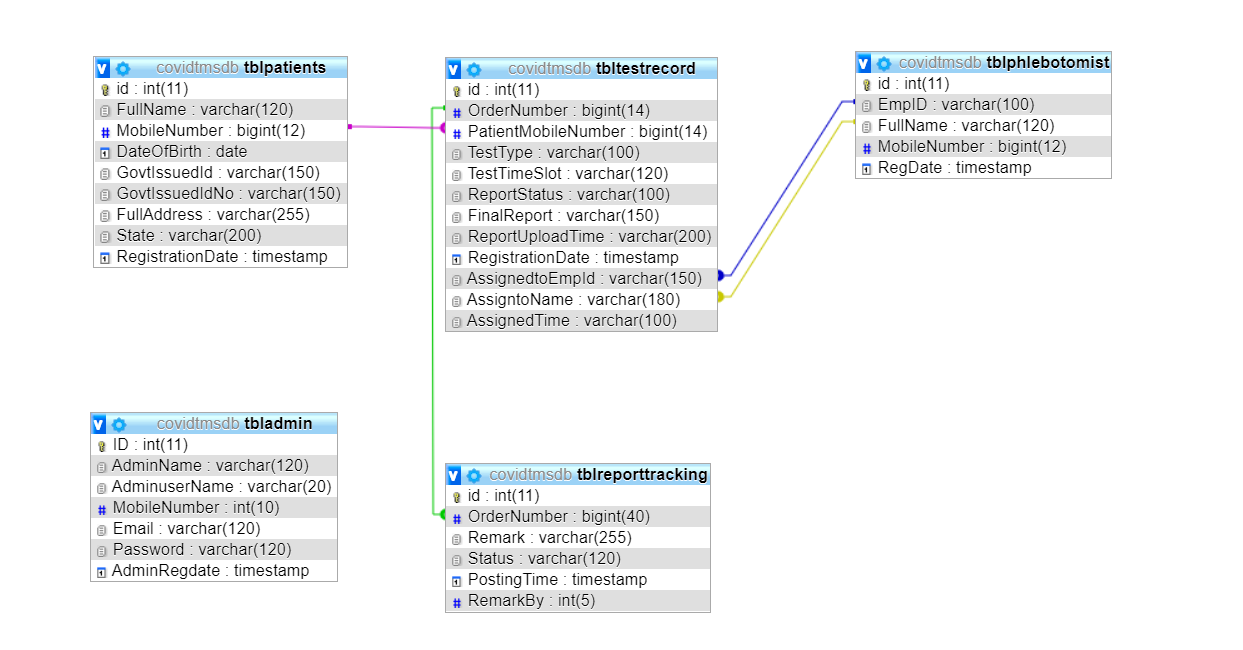 covidtmsdb tblpatients
id : int(11)
FullName : varchar(120)
MobileNumber : bigint(12)
DateOfBirth : date
GovtIssuedId : varchar(150)
GovtIssuedIdNo : varchar(150)
FullAddress : varchar(255)
State : varchar(200)
RegistrationDate : timestamp
covidtmsdb tbltestrecord
id : int(11)
OrderNumber : bigint(14)
PatientMobileNumber : bigint(14)
TestType : varchar(100)
TestTimeSlot : varchar(120)
ReportStatus : varchar(100)
FinalReport : varchar(150)
ReportUploadTime : varchar(200)
RegistrationDate : timestamp
AssignedtoEmpId : varchar(150)
AssigntoName : varchar(180)
AssignedTime : varchar(100)
covidtmsdb tblphlebotomist
id : int(11)
EmpID : varchar(100)
FullName : varchar(120)
MobileNumber : bigint(12)
RegDate : timestamp
covidtmsdb tbladmin
ID : int(11)
AdminName : varchar(120)
AdminuserName : varchar(20)
MobileNumber : int(10)
Email : varchar(120)
Password : varchar(120)
AdminRegdate : timestamp
covidtmsdb tblreporttracking
id : int(11)
OrderNumber : bigint(40)
Remark : varchar(255)
Status : varchar(120)
PostingTime : timestamp
RemarkBy : int(5)